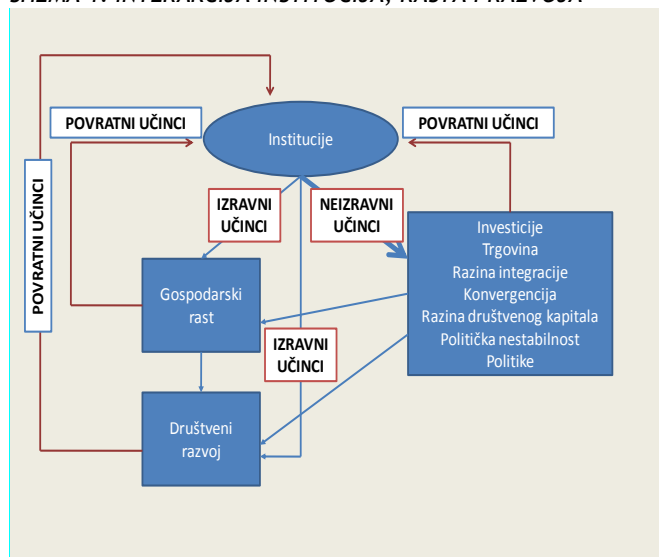 SHEMA INTERAKCIJA INSTITUCIJA, RASTA I RAZVOJA
POVRATNI UČINCI
POVRATNI UČINCI
Institucije
POVRATNI UČINCI
IZRAVNI
UČINCI
NEIZRAVNI
UČINCI
Investicije
Trgovina
Razina integracije
Konvergencija
Razina društvenog kapitala
Politička nestabilnost
Politike
Gospodarski
rast
IZRAVNI
UČINCI
Društveni
razvoj